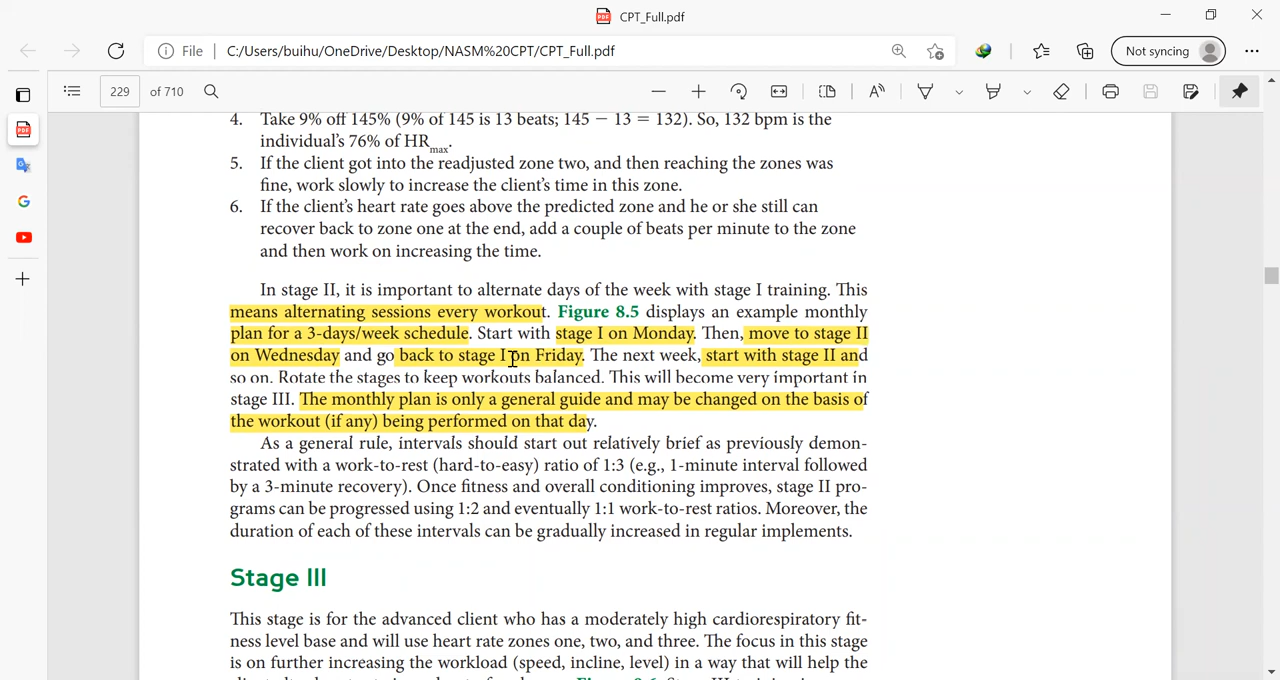 CPT_Full.pdf
File
C:/Users/buihu/OneDrive/Desktop/NASM%20CPT/CPT_Full.pdf
Not syncing
229 of 710
4. Take 9% off 145% (9% of 145 is 13 beats; 145 − 13 = 132). So, 132 bpm is the
individual's 76% of HRmax.
5. If the client got into the readjusted zone two, and then reaching the zones was
fine, work slowly to increase the client's time in this zone.
6. If the client's heart rate goes above the predicted zone and he or she still can
recover back to zone one at the end, add a couple of beats per minute to the zone
and then work on increasing the time.
In stage II, it is important to alternate days of the week with stage I training. This
means alternating sessions every workout. Figure 8.5 displays an example monthly
plan for a 3-days/week schedule. Start with stage I on Monday. Then, move to stage II
on Wednesday and go back to stage I on Friday. The next week, start with stage II and
so on. Rotate the stages to keep workouts balanced. This will become very important in
stage III. The monthly plan is only a general guide and may be changed on the basis of
the workout (if any) being performed on that day.
As a general rule, intervals should start out relatively brief as previously demon-
strated with a work-to-rest (hard-to-easy) ratio of 1:3 (e.g., 1-minute interval followed
by a 3-minute recovery). Once fitness and overall conditioning improves, stage II pro-
grams can be progressed using 1:2 and eventually 1:1 work-to-rest ratios. Moreover, the
duration of each of these intervals can be gradually increased in regular implements.
Stage III
This stage is for the advanced client who has a moderately high cardiorespiratory fit-
ness level base and will use heart rate zones one, two, and three. The focus in this stage
is on further increasing the workload (speed, incline, level) in a way that will help the